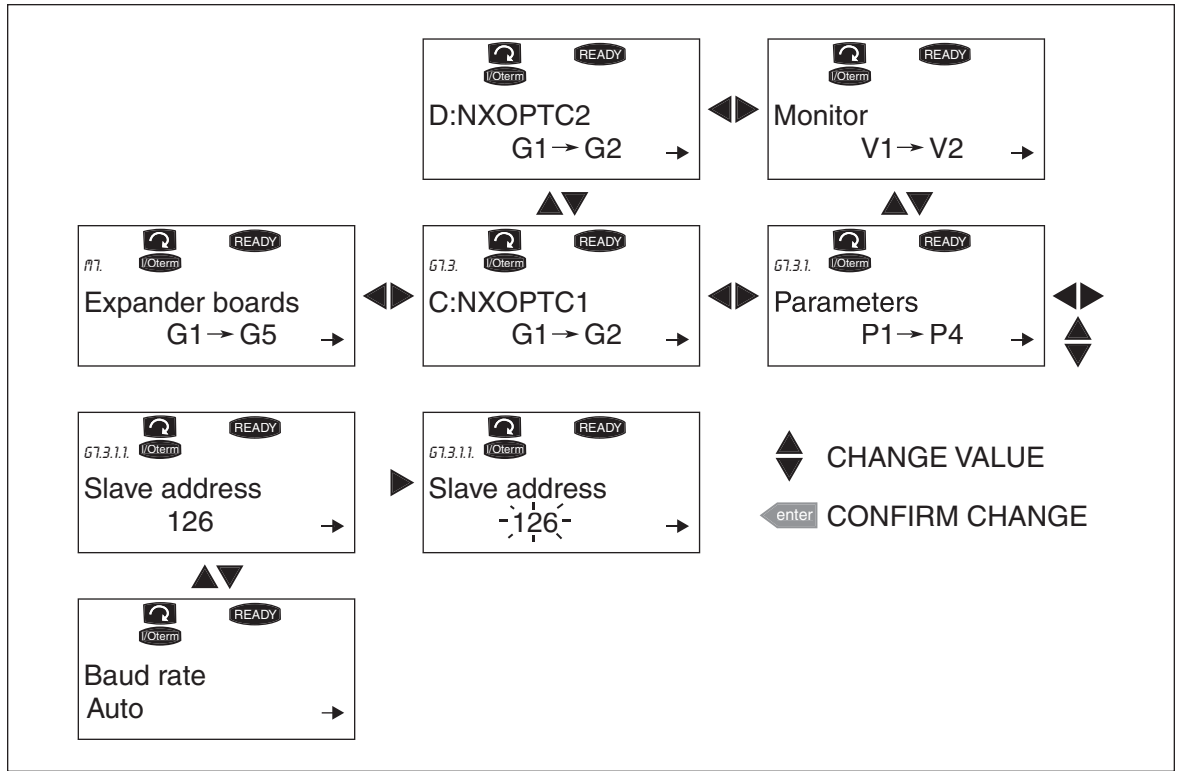 READY
I/Oterm
D:NXOPTC2
G1→G2 →
READY
I/Oterm
Monitor
V1→V2 →
READY
M7. I/Oterm
Expander boards
G1→G5 →
READY
G7.3. I/Oterm
C:NXOPTC1
G1→G2 →
READY
G7.3.1. I/Oterm
Parameters
P1→P4 →
READY
G7.3.1.1. I/Oterm
Slave address
126 →
READY
G7.3.1.1. I/Oterm
Slave address
126 →
CHANGE VALUE
enter CONFIRM CHANGE
READY
I/Oterm
Baud rate
Auto →